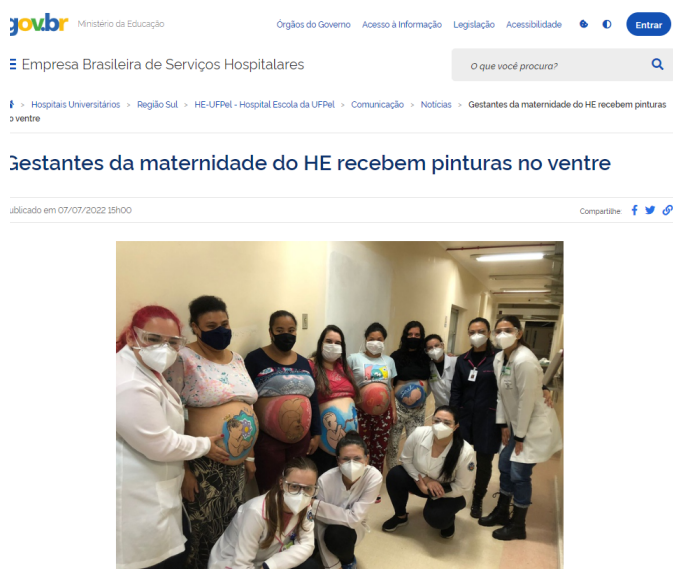 gov.br Ministério da Educação Órgãos do Governo Acesso à Informação Legislação Acessibilidade Entrar
Empresa Brasileira de Serviços Hospitalares O que você procura?
> Hospitais Universitários > Região Sul > HE-UFPel - Hospital Escola da UFPel > Comunicação > Notícias > Gestantes da maternidade do HE recebem pinturas
o ventre
Gestantes da maternidade do HE recebem pinturas no ventre
ublicado em 07/07/2022 15h00 Compartilhe: